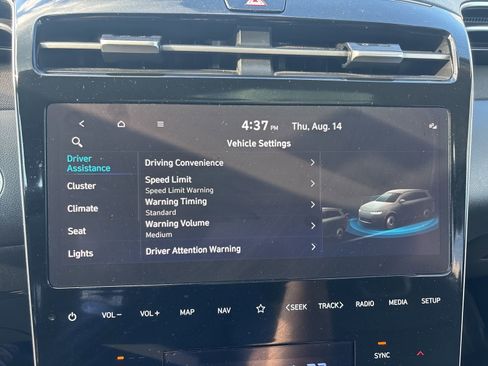 4:37 PM Thu, Aug. 14
Vehicle Settings
Driver Assistance
Cluster
Climate
Seat
Lights
Driving Convenience
Speed Limit
Speed Limit Warning
Warning Timing
Standard
Warning Volume
Medium
Driver Attention Warning
VOL− VOL+ MAP NAV <SEEK TRACK> RADIO MEDIA SETUP
SYNC